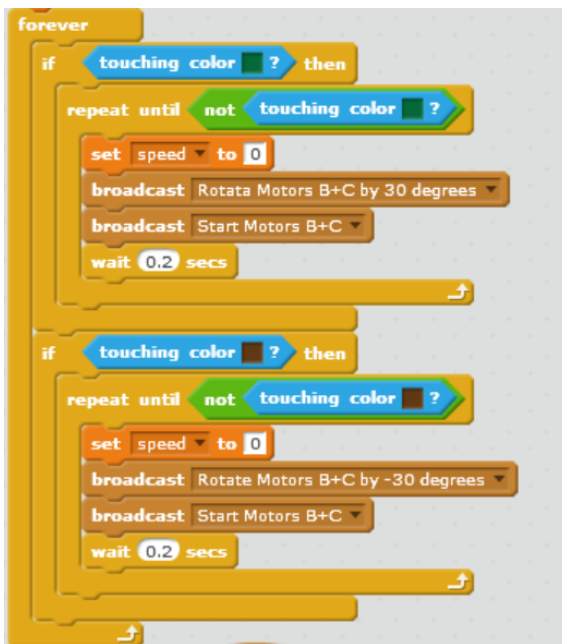 forever
if touching color ? then
repeat until not touching color ?
set speed to 0
broadcast Rotata Motors B+C by 30 degrees
broadcast Start Motors B+C
wait 0.2 secs
if touching color ? then
repeat until not touching color ?
set speed to 0
broadcast Rotate Motors B+C by -30 degrees
broadcast Start Motors B+C
wait 0.2 secs